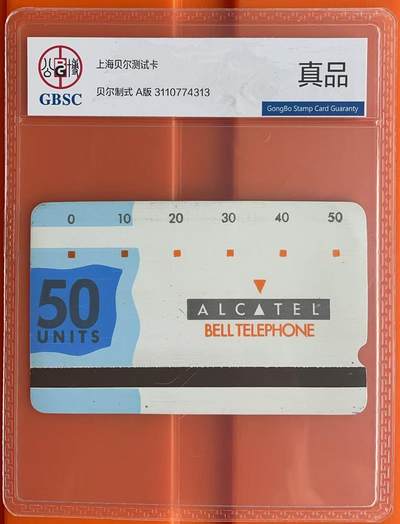 上海贝尔测试卡
贝尔制式 A版 3110774313
真品
GBSC
GongBo Stamp Card Guaranty
0 10 20 30 40 50
50
UNITS
ALCATEL
BELL TELEPHONE